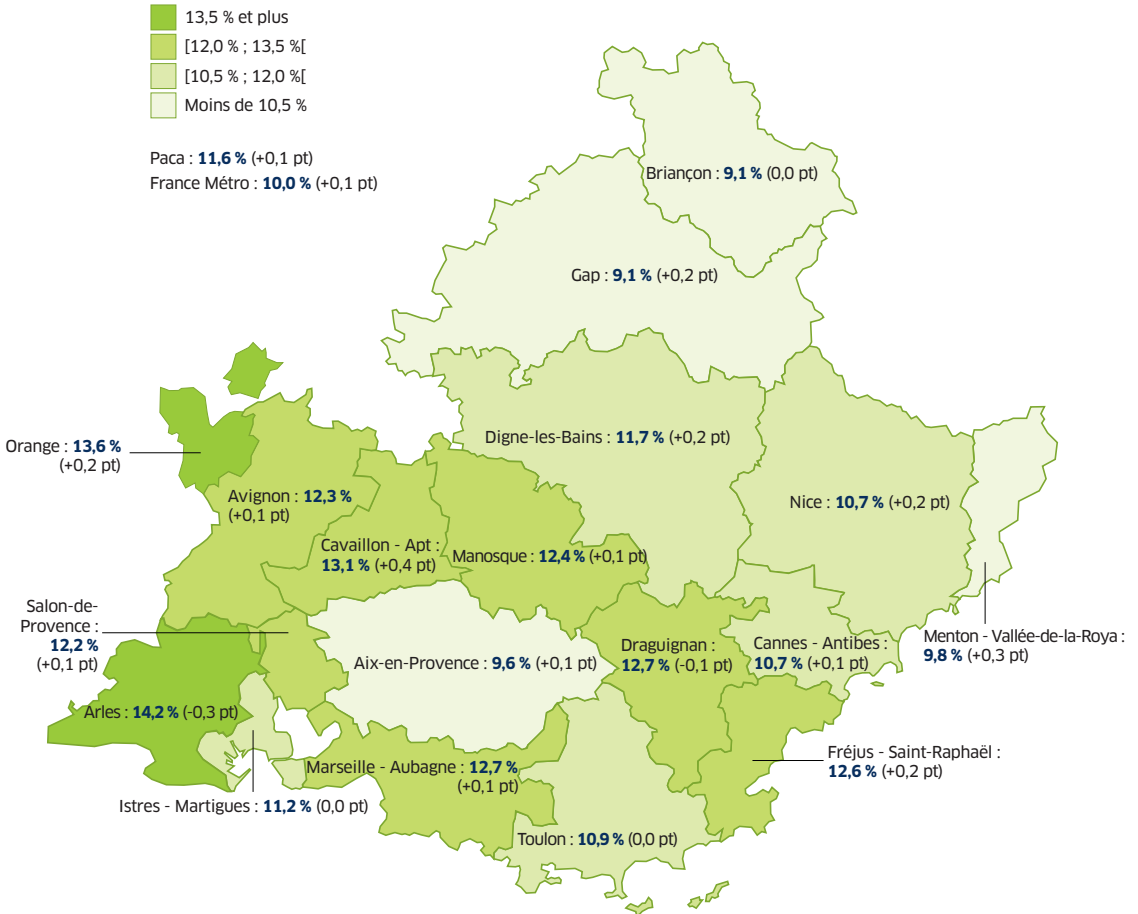 13,5 % et plus
[12,0 % ; 13,5 %[
[10,5 % ; 12,0 %[
Moins de 10,5 %
Paca : 11,6 % (+0,1 pt)
France Métro : 10,0 % (+0,1 pt)
Briançon : 9,1 % (0,0 pt)
Gap : 9,1 % (+0,2 pt)
Orange : 13,6 %
(+0,2 pt)
Digne-les-Bains : 11,7 % (+0,2 pt)
Avignon : 12,3 %
(+0,1 pt)
Nice : 10,7 % (+0,2 pt)
Cavaillon - Apt :
13,1 % (+0,4 pt)
Manosque : 12,4 % (+0,1 pt)
Salon-de-
Provence :
12,2 %
(+0,1 pt)
Aix-en-Provence : 9,6 % (+0,1 pt)
Draguignan :
12,7 % (-0,1 pt)
Cannes - Antibes :
10,7 % (+0,1 pt)
Menton - Vallée-de-la-Roya :
9,8 % (+0,3 pt)
Arles : 14,2 % (-0,3 pt)
Fréjus - Saint-Raphaël :
12,6 % (+0,2 pt)
Marseille - Aubagne : 12,7 %
(+0,1 pt)
Istres - Martigues : 11,2 % (0,0 pt)
Toulon : 10,9 % (0,0 pt)